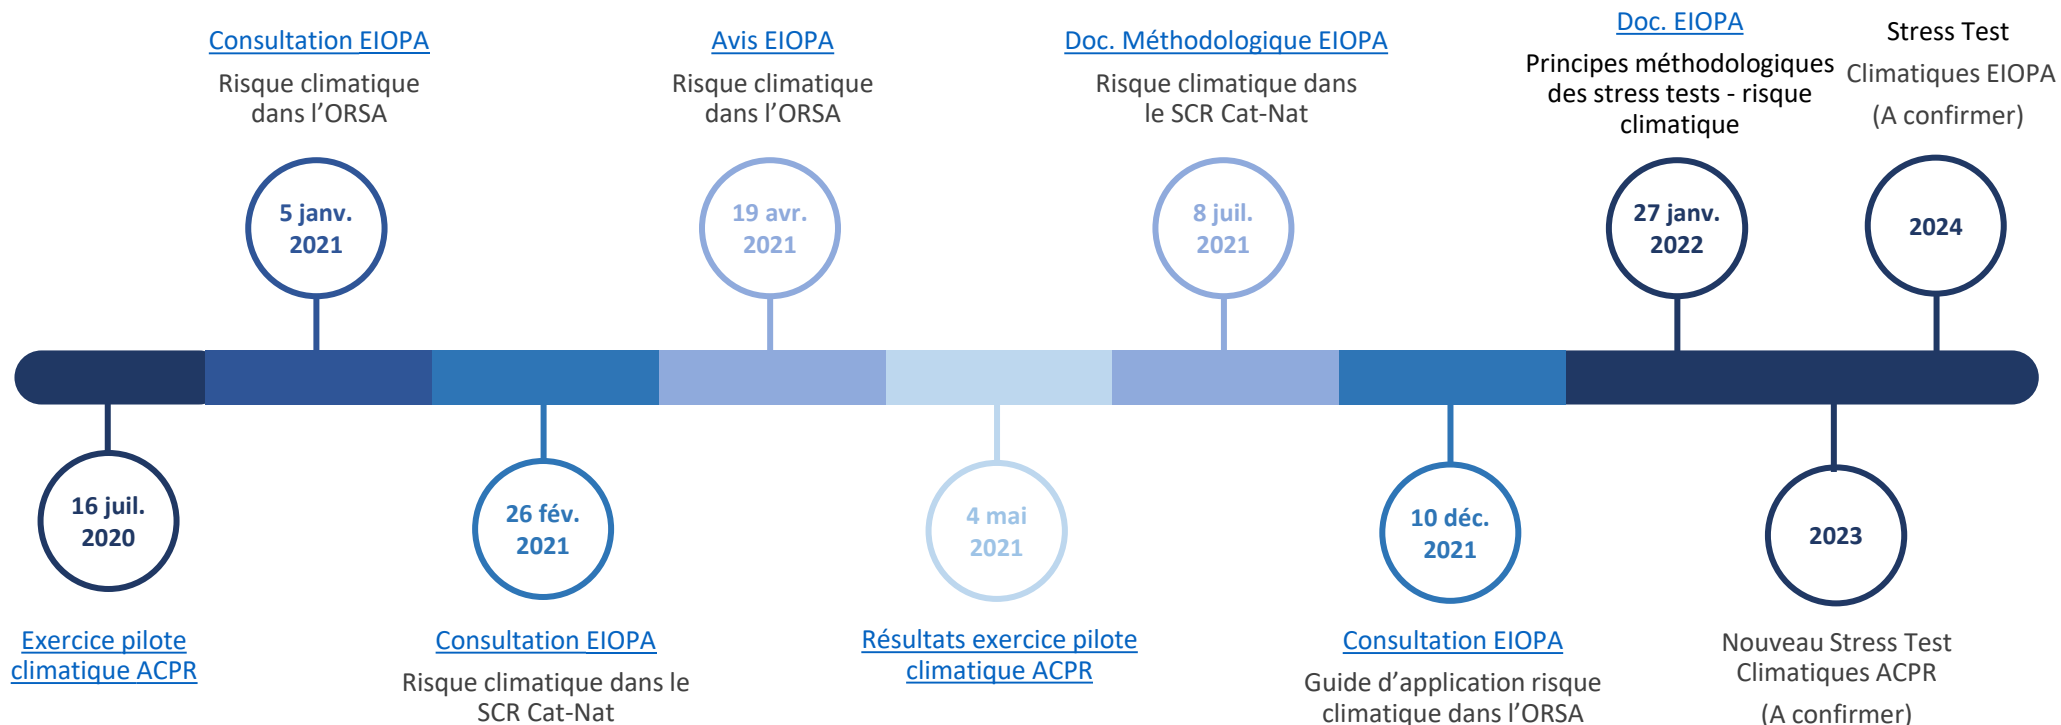 Consultation EIOPA
Risque climatique
dans l’ORSA
Avis EIOPA
Risque climatique
dans l’ORSA
Doc. Méthodologique EIOPA
Risque climatique dans
le SCR Cat-Nat
Doc. EIOPA
Principes méthodologiques
des stress tests - risque
climatique
Stress Test
Climatiques EIOPA
(A confirmer)
5 janv.
2021
19 avr.
2021
8 juil.
2021
27 janv.
2022
2024
16 juil.
2020
26 fév.
2021
4 mai
2021
10 déc.
2021
2023
Exercice pilote
climatique ACPR
Consultation EIOPA
Risque climatique dans le
SCR Cat-Nat
Résultats exercice pilote
climatique ACPR
Consultation EIOPA
Guide d’application risque
climatique dans l’ORSA
Nouveau Stress Test
Climatiques ACPR
(A confirmer)